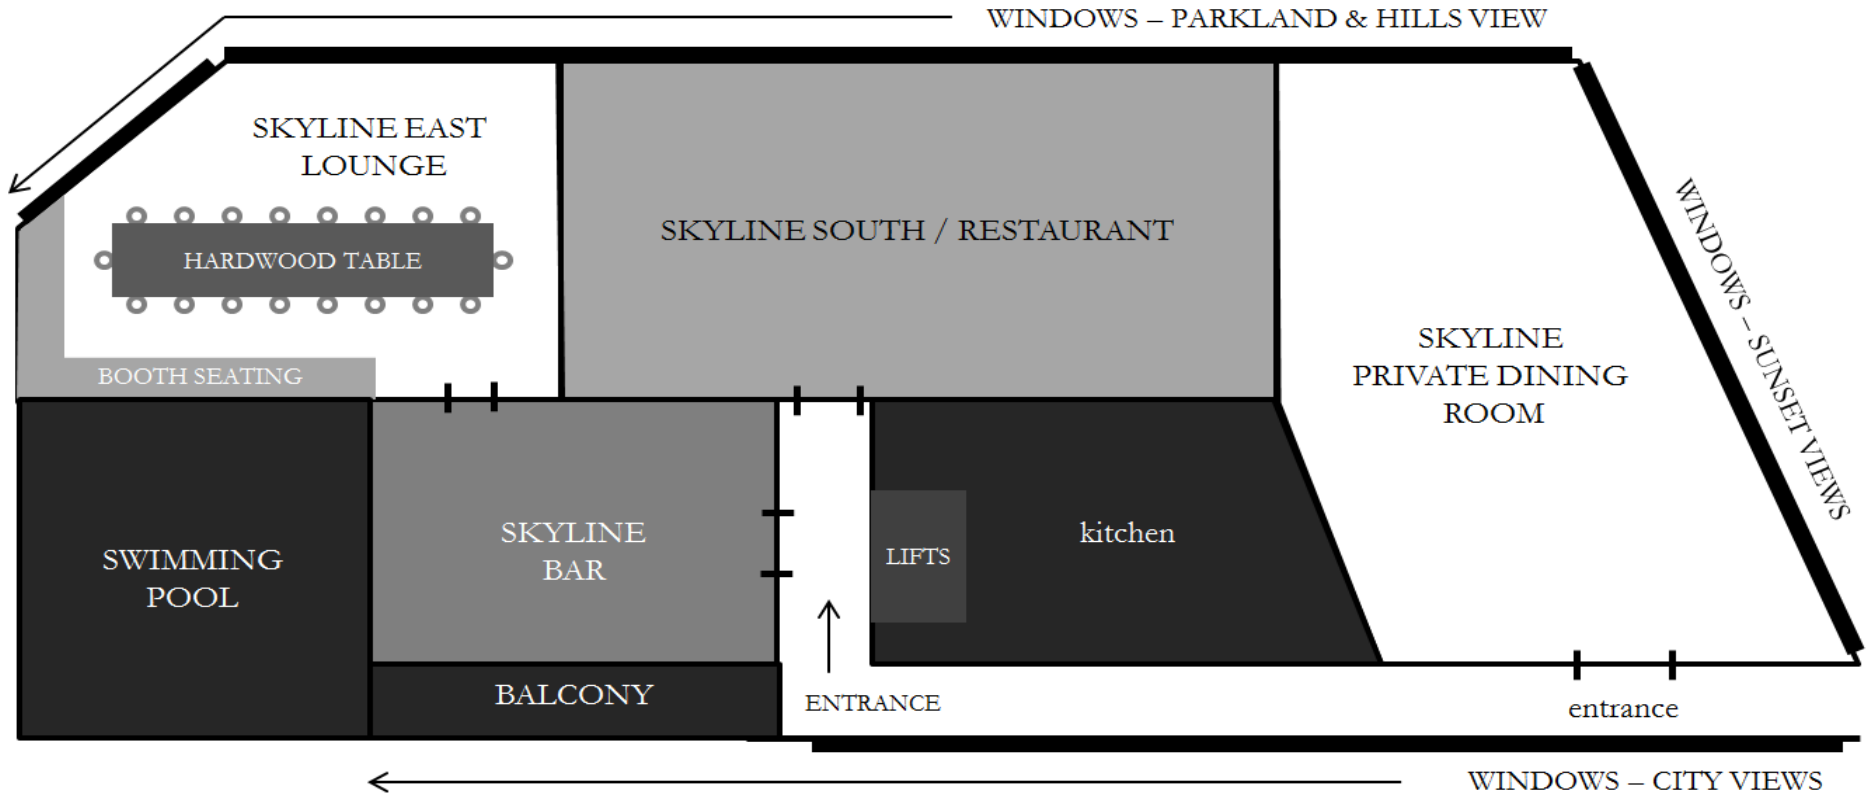 WINDOWS – PARKLAND & HILLS VIEW
SKYLINE EAST
LOUNGE
HARDWOOD TABLE
BOOTH SEATING
SKYLINE SOUTH / RESTAURANT
SKYLINE
PRIVATE DINING
ROOM
WINDOWS – SUNSET VIEWS
SWIMMING
POOL
SKYLINE
BAR
LIFTS
kitchen
BALCONY
ENTRANCE
entrance
WINDOWS – CITY VIEWS